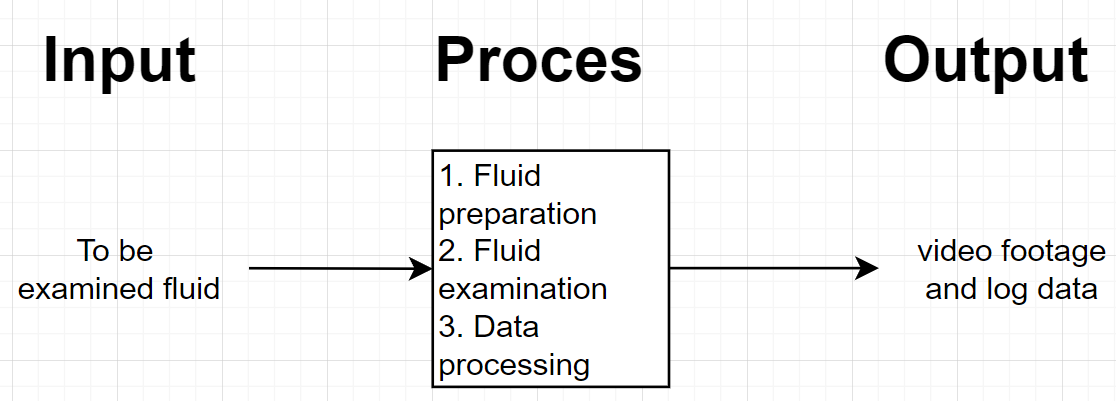 Input
Proces
Output
To be
examined fluid
1. Fluid
preparation
2. Fluid
examination
3. Data
processing
video footage
and log data